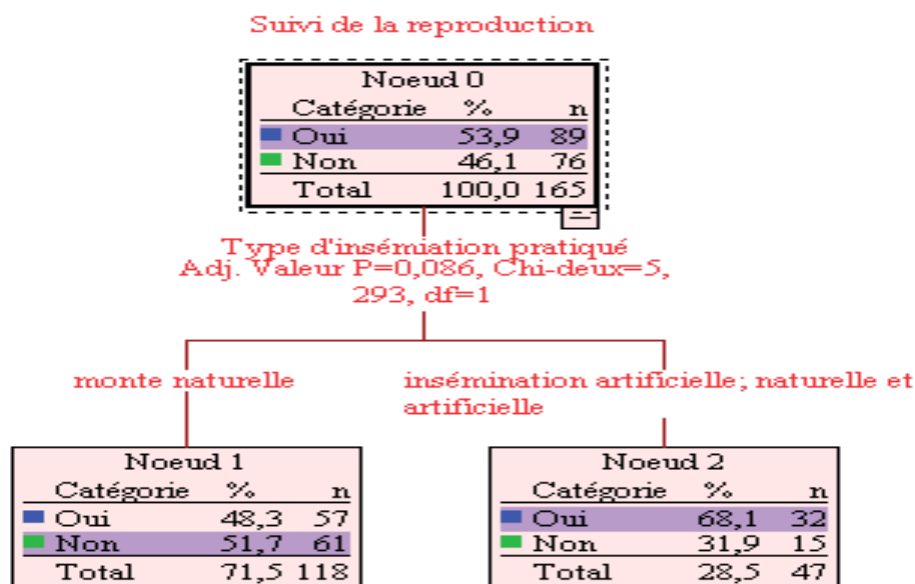 Suivi de la reproduction
Noeud 0
Catégorie % n
Oui 53,9 89
Non 46,1 76
Total 100,0 165
Type d'insémiation pratiqué
Adj. Valeur P=0,086, Chi-deux=5,
293, df=1
monte naturelle
insémination artificielle; naturelle et
artificielle
Noeud 1
Catégorie % n
Oui 48,3 57
Non 51,7 61
Total 71,5 118
Noeud 2
Catégorie % n
Oui 68,1 32
Non 31,9 15
Total 28,5 47